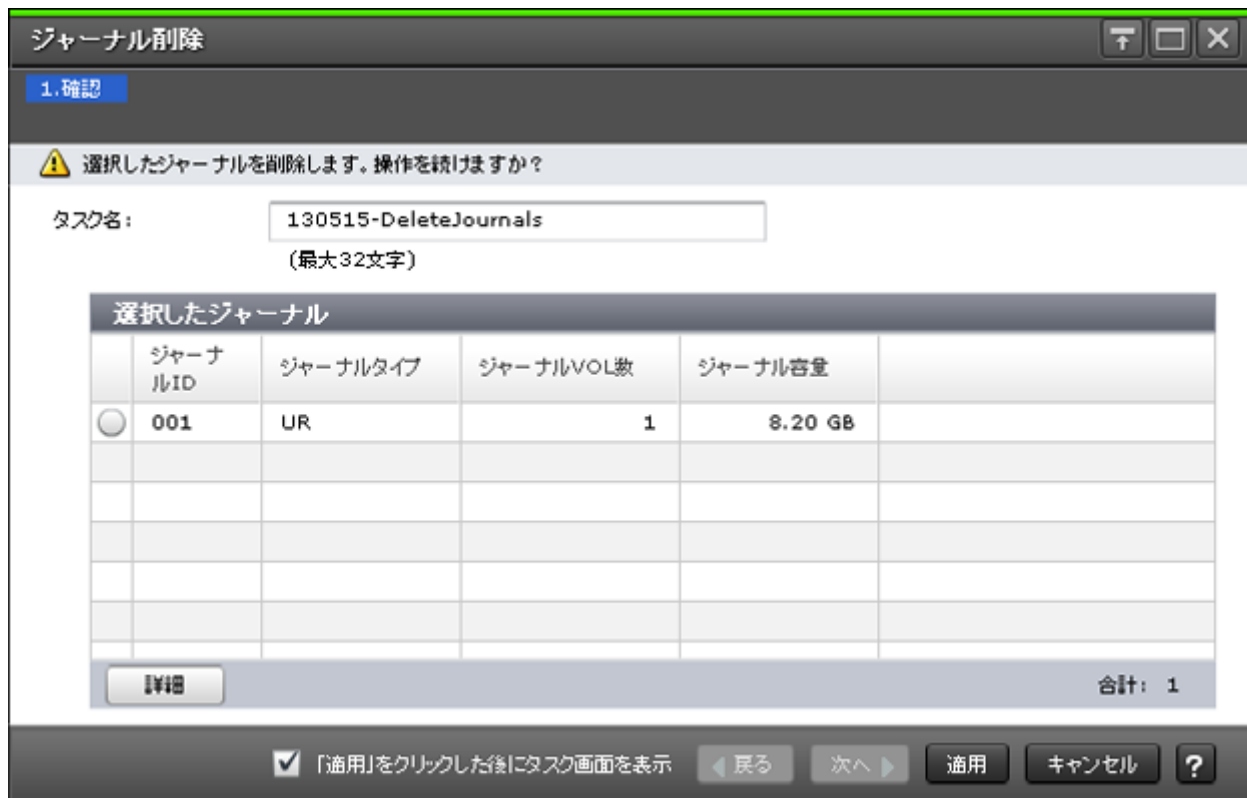 ジャーナル削除
1.確認
選択したジャーナルを削除します。操作を続けますか?
タスク名: 130515-DeleteJournals
(最大32文字)
選択したジャーナル
ジャーナルID ジャーナルタイプ ジャーナルVOL数 ジャーナル容量
001 UR 1 8.20 GB
詳細 合計: 1
「適用」をクリックした後にタスク画面を表示 戻る 次へ 適用 キャンセル ?